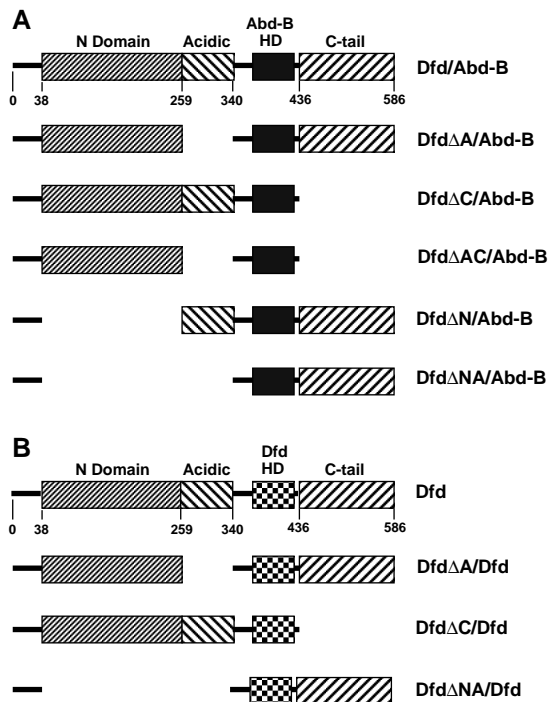 A
Abd-B
N Domain Acidic HD C-tail
Dfd/Abd-B
0 38 259 340 436 586
DfdΔA/Abd-B
DfdΔC/Abd-B
DfdΔAC/Abd-B
DfdΔN/Abd-B
DfdΔNA/Abd-B
B
Dfd
N Domain Acidic HD C-tail
Dfd
0 38 259 340 436 586
DfdΔA/Dfd
DfdΔC/Dfd
DfdΔNA/Dfd